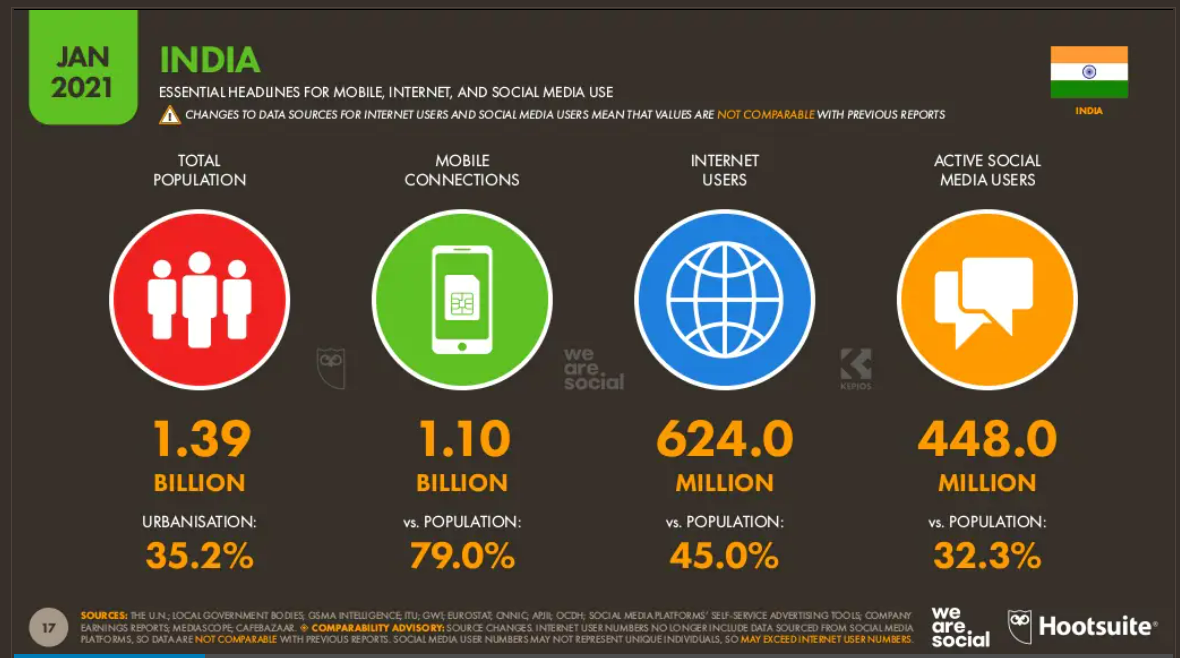 JAN
2021
INDIA
ESSENTIAL HEADLINES FOR MOBILE, INTERNET, AND SOCIAL MEDIA USE
CHANGES TO DATA SOURCES FOR INTERNET USERS AND SOCIAL MEDIA USERS MEAN THAT VALUES ARE NOT COMPARABLE WITH PREVIOUS REPORTS
INDIA
TOTAL
POPULATION
MOBILE
CONNECTIONS
INTERNET
USERS
ACTIVE SOCIAL
MEDIA USERS
we
are
social
KEPIOS
1.39
BILLION
URBANISATION:
35.2%
1.10
BILLION
vs. POPULATION:
79.0%
624.0
MILLION
vs. POPULATION:
45.0%
448.0
MILLION
vs. POPULATION:
32.3%
17
SOURCES: THE U.N.; LOCAL GOVERNMENT BODIES; GSMA INTELLIGENCE; ITU; GWI; EUROSTAT; CNNIC; APJII; OCDH; SOCIAL MEDIA PLATFORMS' SELF-SERVICE ADVERTISING TOOLS; COMPANY
EARNINGS REPORTS; MEDIASCOPE; CAFEBAZAAR. COMPARABILITY ADVISORY: SOURCE CHANGES. INTERNET USER NUMBERS NO LONGER INCLUDE DATA SOURCED FROM SOCIAL MEDIA
PLATFORMS, SO DATA ARE NOT COMPARABLE WITH PREVIOUS REPORTS. SOCIAL MEDIA USER NUMBERS MAY NOT REPRESENT UNIQUE INDIVIDUALS, SO MAY EXCEED INTERNET USER NUMBERS.
we
are
social
Hootsuite®